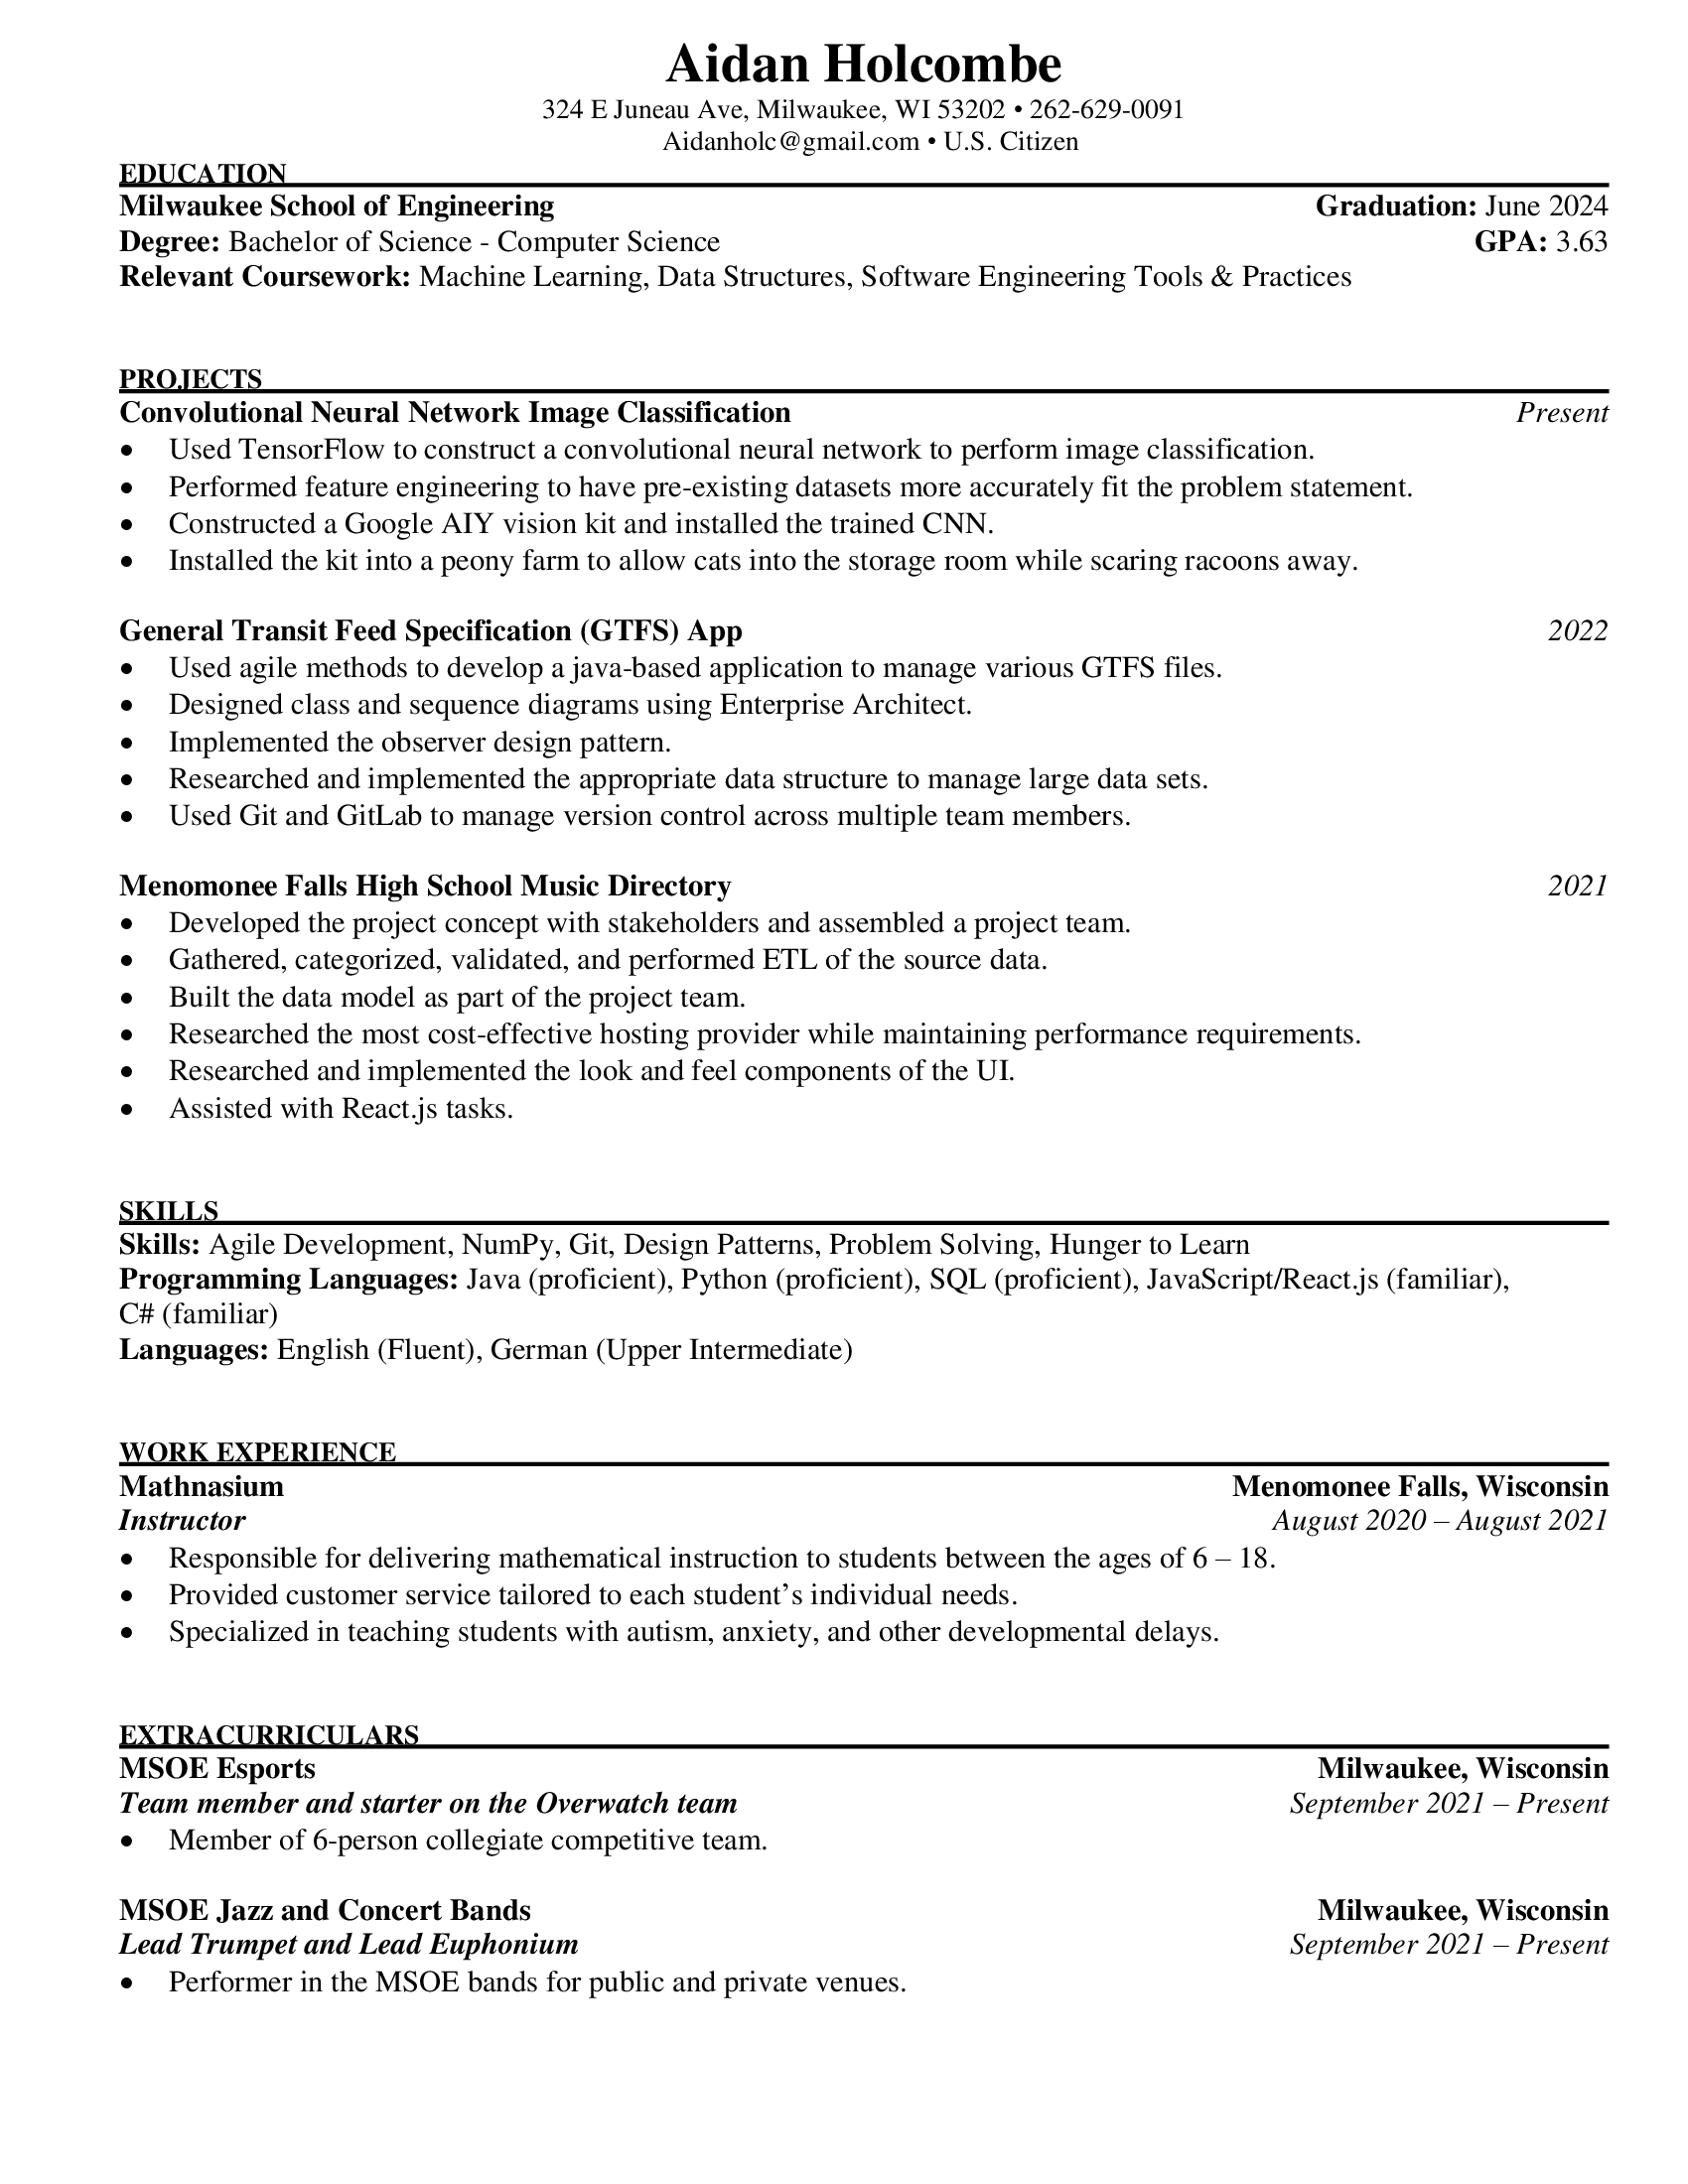 Aidan Holcombe
324 E Juneau Ave, Milwaukee, WI 53202 • 262-629-0091
Aidanholc@gmail.com • U.S. Citizen
EDUCATION
Milwaukee School of Engineering Graduation: June 2024
Degree: Bachelor of Science - Computer Science GPA: 3.63
Relevant Coursework: Machine Learning, Data Structures, Software Engineering Tools & Practices
PROJECTS
Convolutional Neural Network Image Classification Present
• Used TensorFlow to construct a convolutional neural network to perform image classification.
• Performed feature engineering to have pre-existing datasets more accurately fit the problem statement.
• Constructed a Google AIY vision kit and installed the trained CNN.
• Installed the kit into a peony farm to allow cats into the storage room while scaring racoons away.
General Transit Feed Specification (GTFS) App 2022
• Used agile methods to develop a java-based application to manage various GTFS files.
• Designed class and sequence diagrams using Enterprise Architect.
• Implemented the observer design pattern.
• Researched and implemented the appropriate data structure to manage large data sets.
• Used Git and GitLab to manage version control across multiple team members.
Menomonee Falls High School Music Directory 2021
• Developed the project concept with stakeholders and assembled a project team.
• Gathered, categorized, validated, and performed ETL of the source data.
• Built the data model as part of the project team.
• Researched the most cost-effective hosting provider while maintaining performance requirements.
• Researched and implemented the look and feel components of the UI.
• Assisted with React.js tasks.
SKILLS
Skills: Agile Development, NumPy, Git, Design Patterns, Problem Solving, Hunger to Learn
Programming Languages: Java (proficient), Python (proficient), SQL (proficient), JavaScript/React.js (familiar),
C# (familiar)
Languages: English (Fluent), German (Upper Intermediate)
WORK EXPERIENCE
Mathnasium Menomonee Falls, Wisconsin
Instructor August 2020 – August 2021
• Responsible for delivering mathematical instruction to students between the ages of 6 – 18.
• Provided customer service tailored to each student’s individual needs.
• Specialized in teaching students with autism, anxiety, and other developmental delays.
EXTRACURRICULARS
MSOE Esports Milwaukee, Wisconsin
Team member and starter on the Overwatch team September 2021 – Present
• Member of 6-person collegiate competitive team.
MSOE Jazz and Concert Bands Milwaukee, Wisconsin
Lead Trumpet and Lead Euphonium September 2021 – Present
• Performer in the MSOE bands for public and private venues.